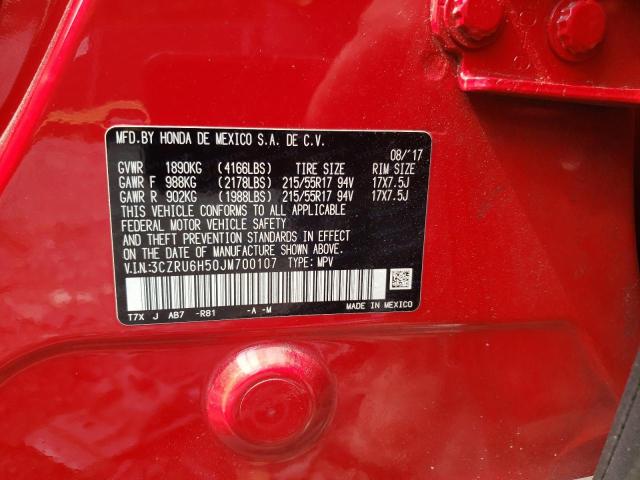 MFD.BY HONDA DE MEXICO S.A. DE C.V.
08/'17
GVWR 1890KG (4166LBS) TIRE SIZE RIM SIZE
GAWR F 988KG (2178LBS) 215/55R17 94V 17X7.5J
GAWR R 902KG (1988LBS) 215/55R17 94V 17X7.5J
THIS VEHICLE CONFORMS TO ALL APPLICABLE
FEDERAL MOTOR VEHICLE SAFETY
AND THEFT PREVENTION STANDARDS IN EFFECT
ON THE DATE OF MANUFACTURE SHOWN ABOVE.
V.I.N.:3CZRU6H50JM700107 TYPE: MPV
T7X J AB7 -R81 -A -M MADE IN MEXICO